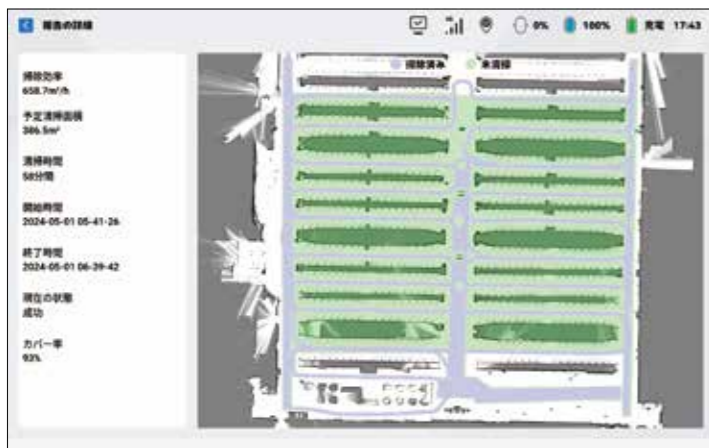 報告の詳細
0%
100%
充電
17:43
掃除済み
未清掃
掃除効率
658.7m²/h
予定清掃面積
386.5m²
清掃時間
58分間
開始時間
2024-05-01 05-41-26
終了時間
2024-05-01 06-39-42
現在の状態
成功
カバー率
93%